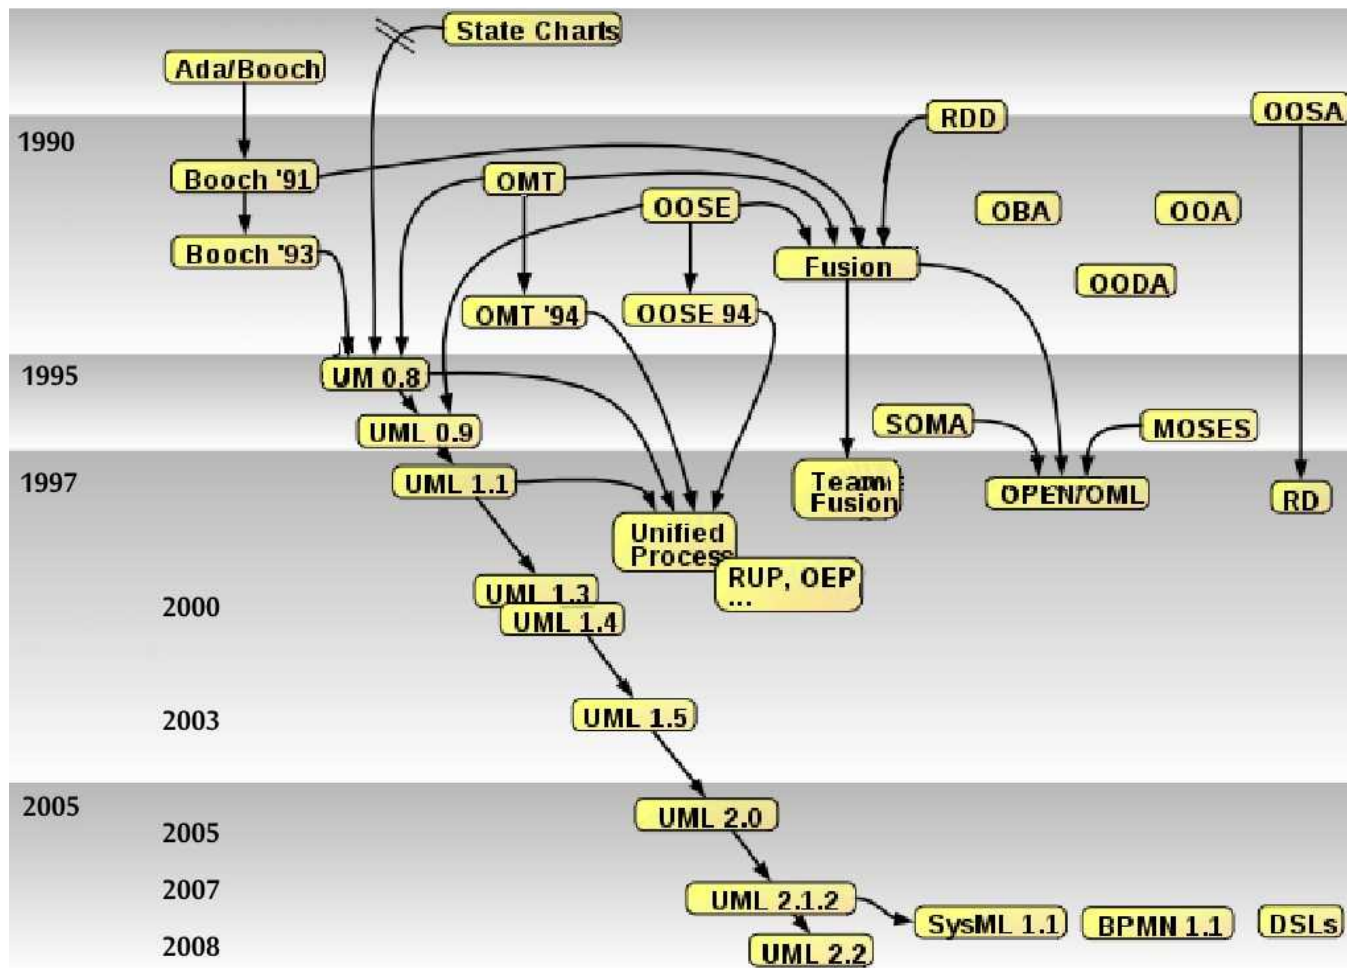 State Charts
Ada/Booch
RDD
OOSA
1990
Booch '91
OMT
OOSE
OBA
OOA
Booch '93
Fusion
OODA
OMT '94
OOSE 94
1995
UM 0.8
SOMA
MOSES
UML 0.9
1997
UML 1.1
Team
Fusion
OPEN/OML
RD
Unified
Process
RUP, OEP
...
UML 1.3
2000
UML 1.4
2003
UML 1.5
2005
UML 2.0
2005
2007
UML 2.1.2
SysML 1.1
BPMN 1.1
DSLs
2008
UML 2.2